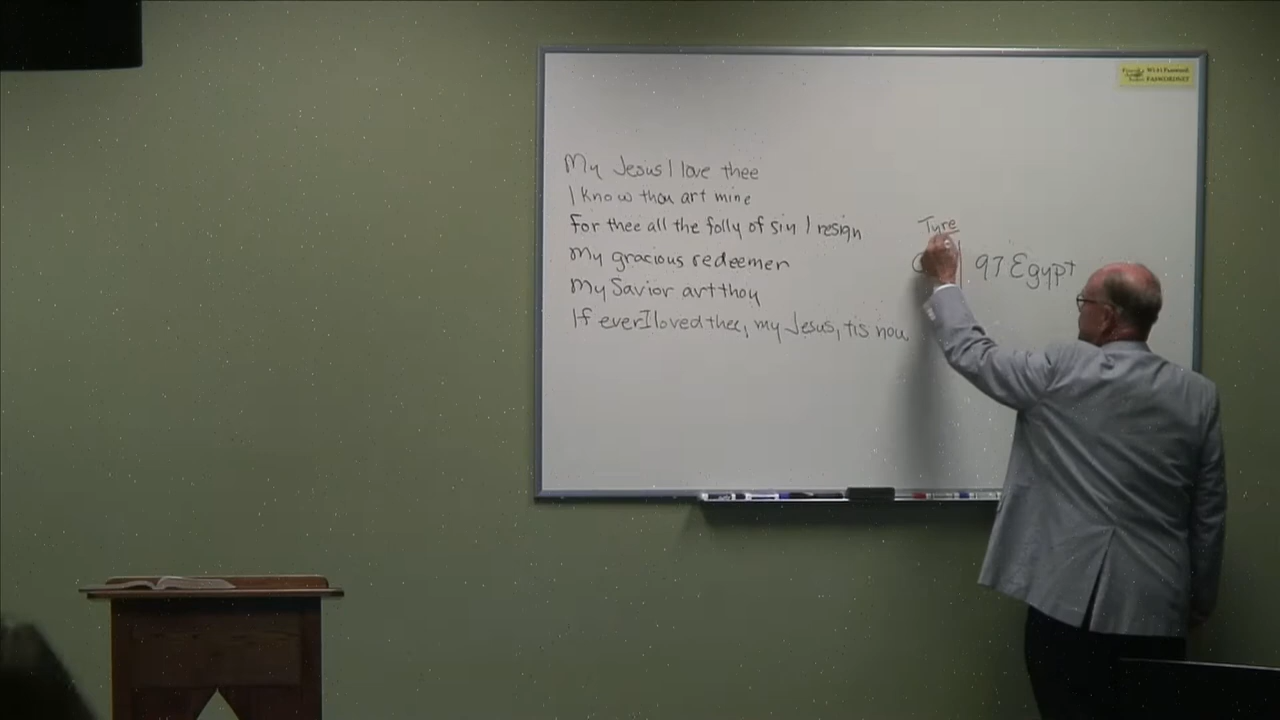 My Jesus I love thee
I know thou art mine
for thee all the folly of sin I resign
My gracious redeemer
My Savior art thou
If ever I loved thee, my Jesus, tis now.
Tyre
97 Egypt